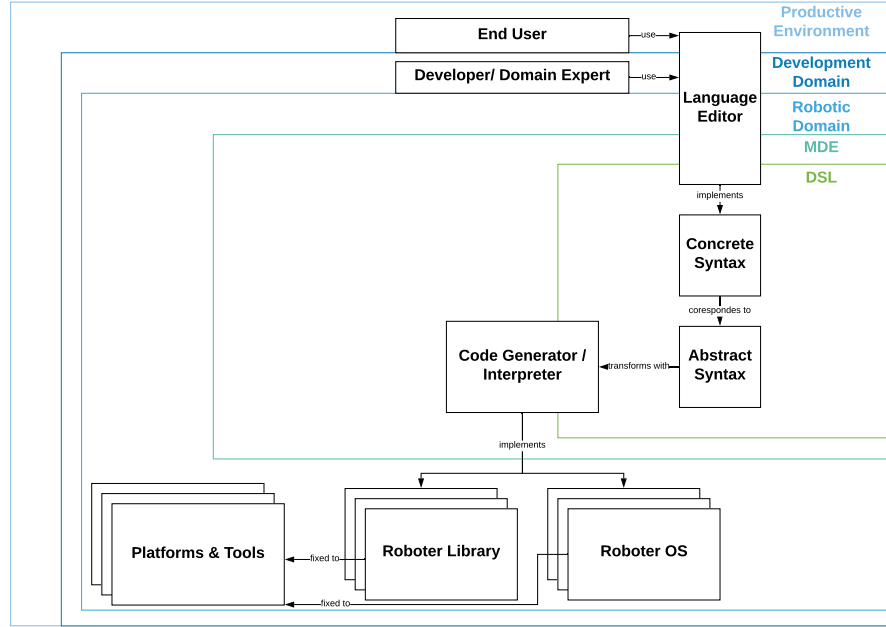 Productive
Environment
End User
use
Developer/ Domain Expert
use
Development
Domain
Language
Editor
Robotic
Domain
MDE
DSL
implements
Concrete
Syntax
corespondes to
Code Generator /
Interpreter
transforms with
Abstract
Syntax
implements
Platforms & Tools
fixed to
Roboter Library
Roboter OS
fixed to